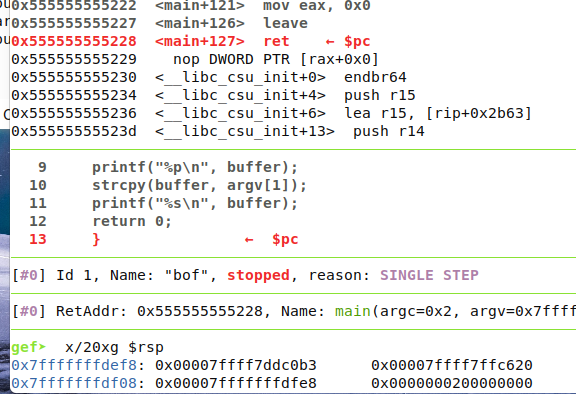 0x555555555222 <main+121> mov eax, 0x0
0x555555555227 <main+126> leave
0x555555555228 <main+127> ret ← $pc
0x555555555229 nop DWORD PTR [rax+0x0]
0x555555555230 <__libc_csu_init+0> endbr64
0x555555555234 <__libc_csu_init+4> push r15
0x555555555236 <__libc_csu_init+6> lea r15, [rip+0x2b63]
0x55555555523d <__libc_csu_init+13> push r14
9 printf("%p\n", buffer);
10 strcpy(buffer, argv[1]);
11 printf("%s\n", buffer);
12 return 0;
13 } ← $pc
[#0] Id 1, Name: "bof", stopped, reason: SINGLE STEP
[#0] RetAddr: 0x555555555228, Name: main(argc=0x2, argv=0x7ffff
gef➤ x/20xg $rsp
0x7fffffffdef8: 0x00007ffff7ddc0b3 0x00007ffff7ffc620
0x7fffffffdf08: 0x00007fffffffdfe8 0x0000000200000000